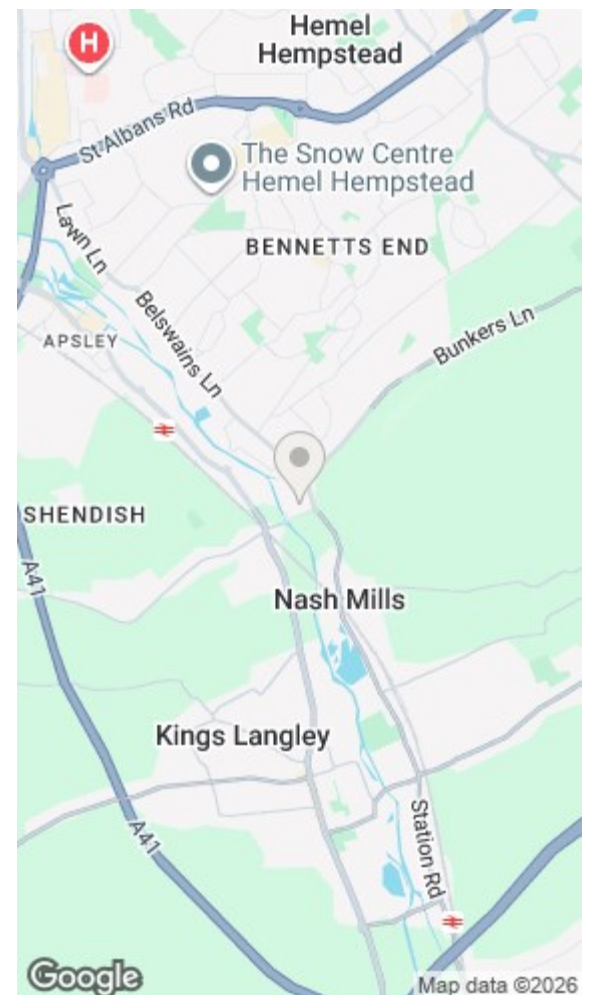 Hemel
Hempstead
H
St Albans Rd
The Snow Centre
Hemel Hempstead
Lawn Ln
BENNETTS END
Belswains Ln
Bunkers Ln
APSLEY
SHENDISH
A41
Nash Mills
Kings Langley
A41
Station Rd
Google
Map data ©2026